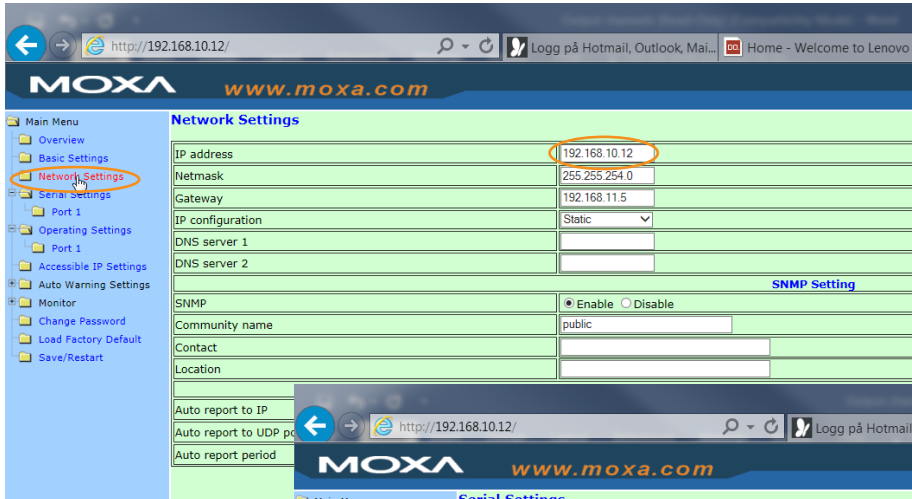 http://192.168.10.12/
Logg på Hotmail, Outlook, Mai...
Home - Welcome to Lenovo
MOXA
www.moxa.com
Main Menu
Overview
Basic Settings
Network Settings
Serial Settings
Port 1
Operating Settings
Port 1
Accessible IP Settings
Auto Warning Settings
Monitor
Change Password
Load Factory Default
Save/Restart
Network Settings
IP address 192.168.10.12
Netmask 255.255.254.0
Gateway 192.168.11.5
IP configuration Static
DNS server 1
DNS server 2
SNMP Setting
SNMP Enable Disable
Community name public
Contact
Location
Auto report to IP
Auto report to UDP po
Auto report period
http://192.168.10.12/
Logg på Hotmail
MOXA
www.moxa.com
Serial Settings